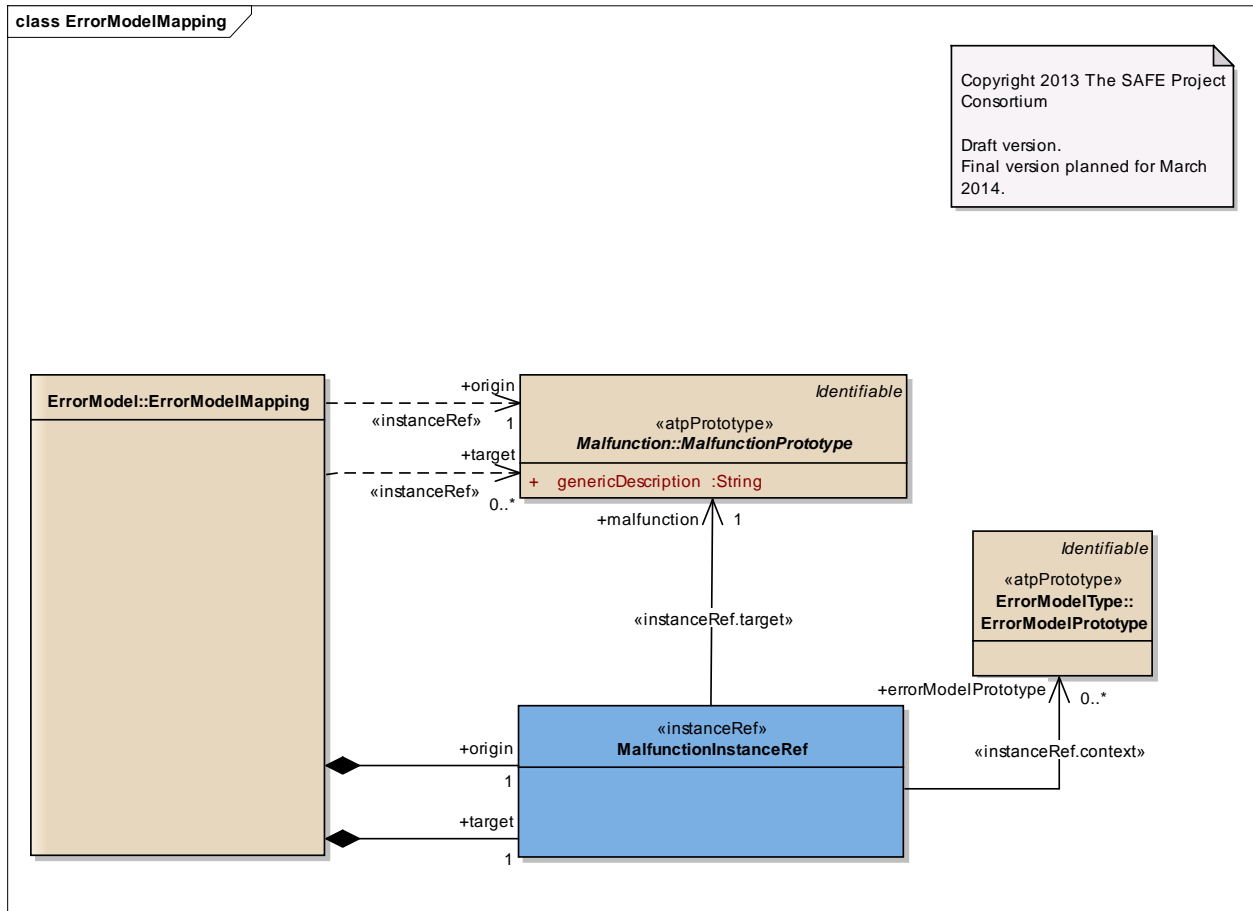 class ErrorModelMapping
Copyright 2013 The SAFE Project
Consortium
Draft version.
Final version planned for March
2014.
ErrorModel::ErrorModelMapping
+origin
«instanceRef»
1
+target
«instanceRef»
0..*
Identifiable
«atpPrototype»
Malfunction::MalfunctionPrototype
+ genericDescription :String
+malfunction
1
«instanceRef.target»
Identifiable
«atpPrototype»
ErrorModelType::
ErrorModelPrototype
+errorModelPrototype
0..*
«instanceRef.context»
«instanceRef»
MalfunctionInstanceRef
+origin
1
+target
1